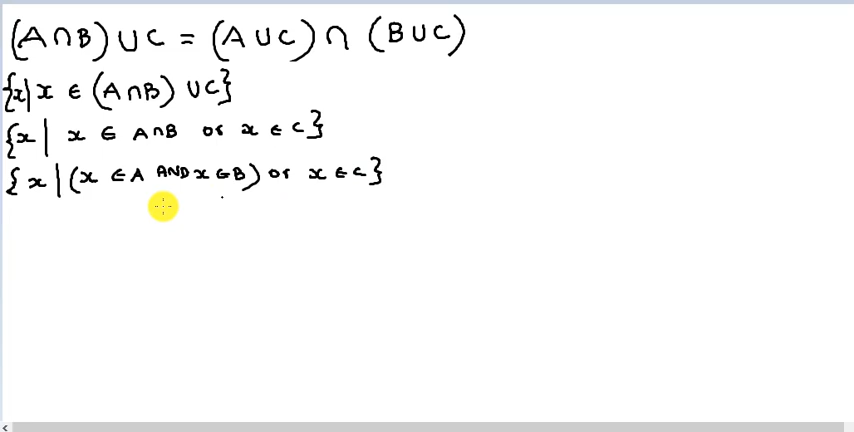 (A∩B) ∪ C = (A ∪ C) ∩ (B ∪ C)
{x | x ∈ (A∩B) ∪ C}
{x | x ∈ A∩B or x ∈ C}
{x | (x ∈ A AND x ∈ B) or x ∈ C}